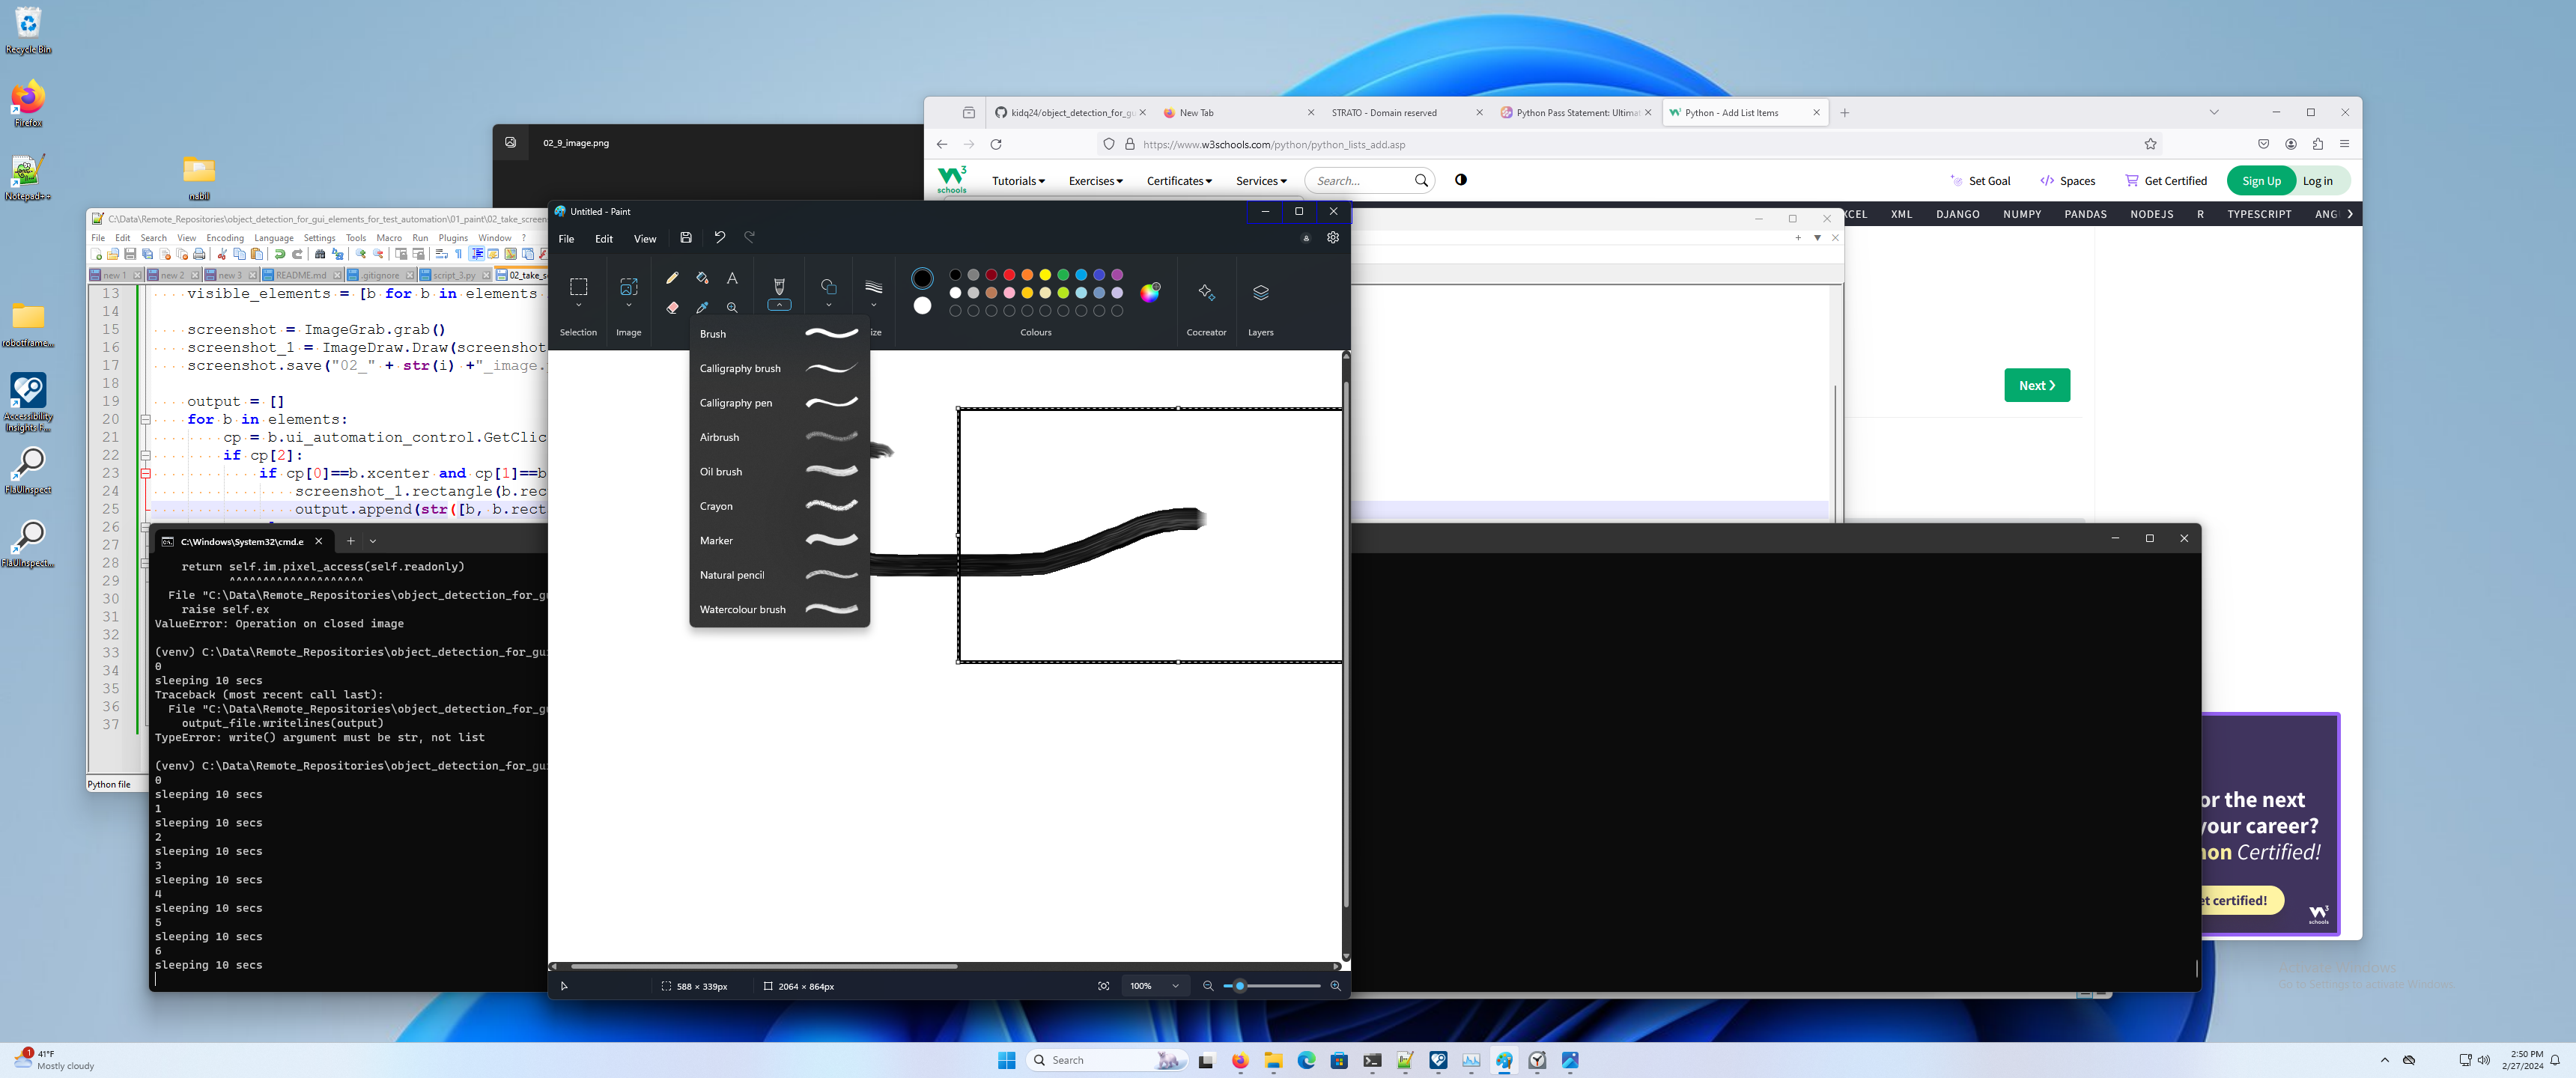 Recycle Bin
Firefox
Notepad++
nabil
robotframe...
Accessibility
Insights F...
FlaUInspect
FlaUInspect...
02_9_image.png
kidq24/object_detection_for_gu
New Tab
STRATO - Domain reserved
Python Pass Statement: Ultimat
Python - Add List Items
https://www.w3schools.com/python/python_lists_add.asp
W3 schools
Tutorials
Exercises
Certificates
Services
Search...
Set Goal
Spaces
Get Certified
Sign Up
Log in
XCEL XML DJANGO NUMPY PANDAS NODEJS R TYPESCRIPT ANG
Next ❯
or the next
your career?
hon Certified!
et certified!
W3 schools
C:\Data\Remote_Repositories\object_detection_for_gui_elements_for_test_automation\01_paint\02_take_screen
File Edit Search View Encoding Language Settings Tools Macro Run Plugins Window ?
new 1 new 2 new 3 README.md .gitignore script_3.py 02_take_s
13 visible_elements = [b for b in elements
14
15 screenshot = ImageGrab.grab()
16 screenshot_1 = ImageDraw.Draw(screenshot
17 screenshot.save("02_" + str(i) +"_image.
18
19 output = []
20 for b in elements:
21 cp = b.ui_automation_control.GetClic
22 if cp[2]:
23 if cp[0]==b.xcenter and cp[1]==b
24 screenshot_1.rectangle(b.rec
25 output.append(str([b, b.rect
26
27
28
29
30
31
32
33
34
35
36
37
Python file
C:\Windows\System32\cmd.e
return self.im.pixel_access(self.readonly)
^^^^^^^^^^^^^^^^^^^^
File "C:\Data\Remote_Repositories\object_detection_for_gu
raise self.ex
ValueError: Operation on closed image
(venv) C:\Data\Remote_Repositories\object_detection_for_gui
0
sleeping 10 secs
Traceback (most recent call last):
File "C:\Data\Remote_Repositories\object_detection_for_gu
output_file.writelines(output)
TypeError: write() argument must be str, not list
(venv) C:\Data\Remote_Repositories\object_detection_for_gui
0
sleeping 10 secs
1
sleeping 10 secs
2
sleeping 10 secs
3
sleeping 10 secs
4
sleeping 10 secs
5
sleeping 10 secs
6
sleeping 10 secs
Untitled - Paint
File Edit View
Selection
Image
ize
Colours
Cocreator
Layers
Brush
Calligraphy brush
Calligraphy pen
Airbrush
Oil brush
Crayon
Marker
Natural pencil
Watercolour brush
588 × 339px
2064 × 864px
100%
Activate Windows
Go to Settings to activate Windows.
1
41°F
Mostly cloudy
Search
2:50 PM
2/27/2024